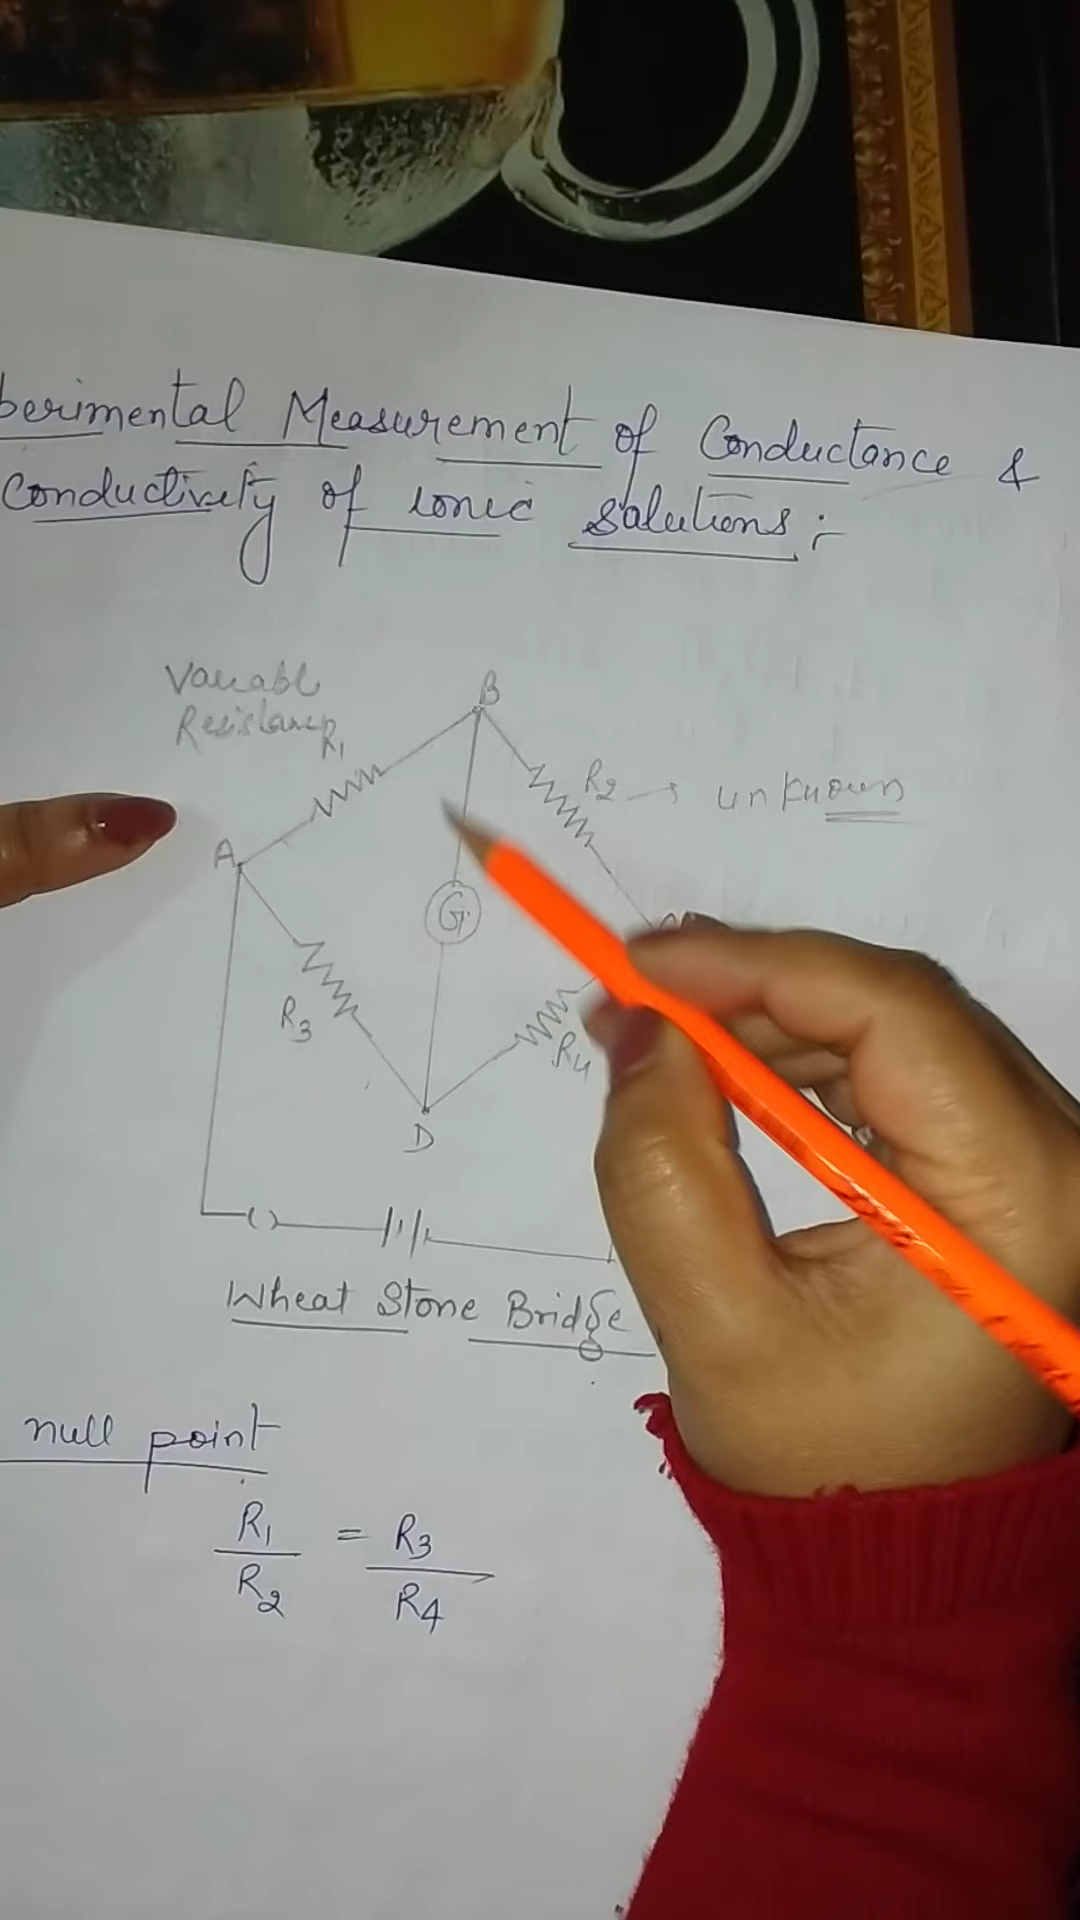 perimental Measurement of Conductance &
Conductivity of ionic Solutions :-
Variabl
Resistance
R1
B
R2 → unknown
A
G
R3
R4
D
Wheat Stone Bridge
null point
R1 = R3
R2 R4